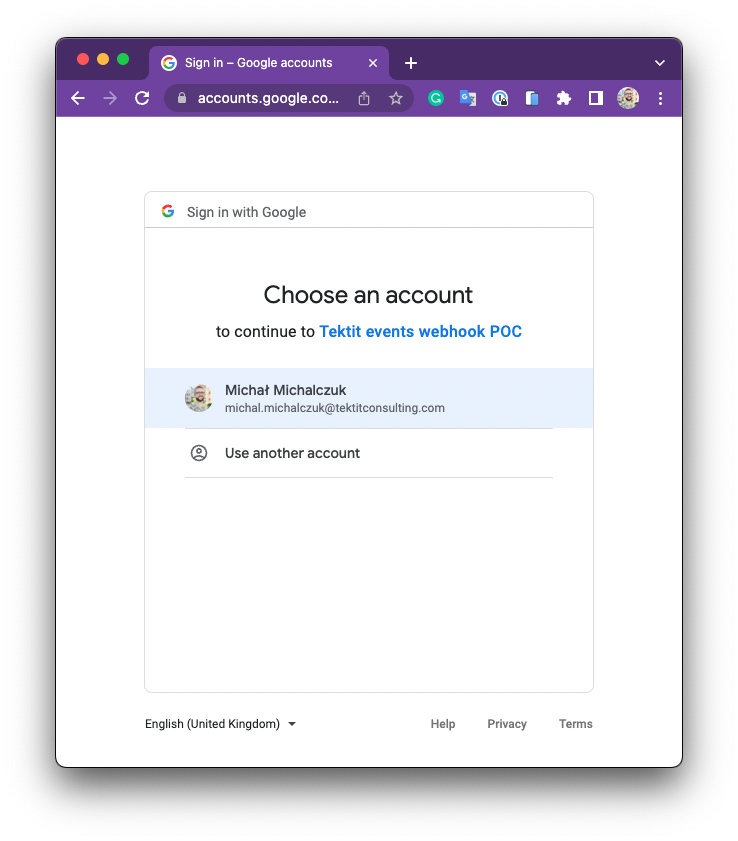 Sign in – Google accounts
accounts.google.co...
Sign in with Google
Choose an account
to continue to Tektit events webhook POC
Michał Michalczuk
michal.michalczuk@tektitconsulting.com
Use another account
English (United Kingdom)
Help Privacy Terms